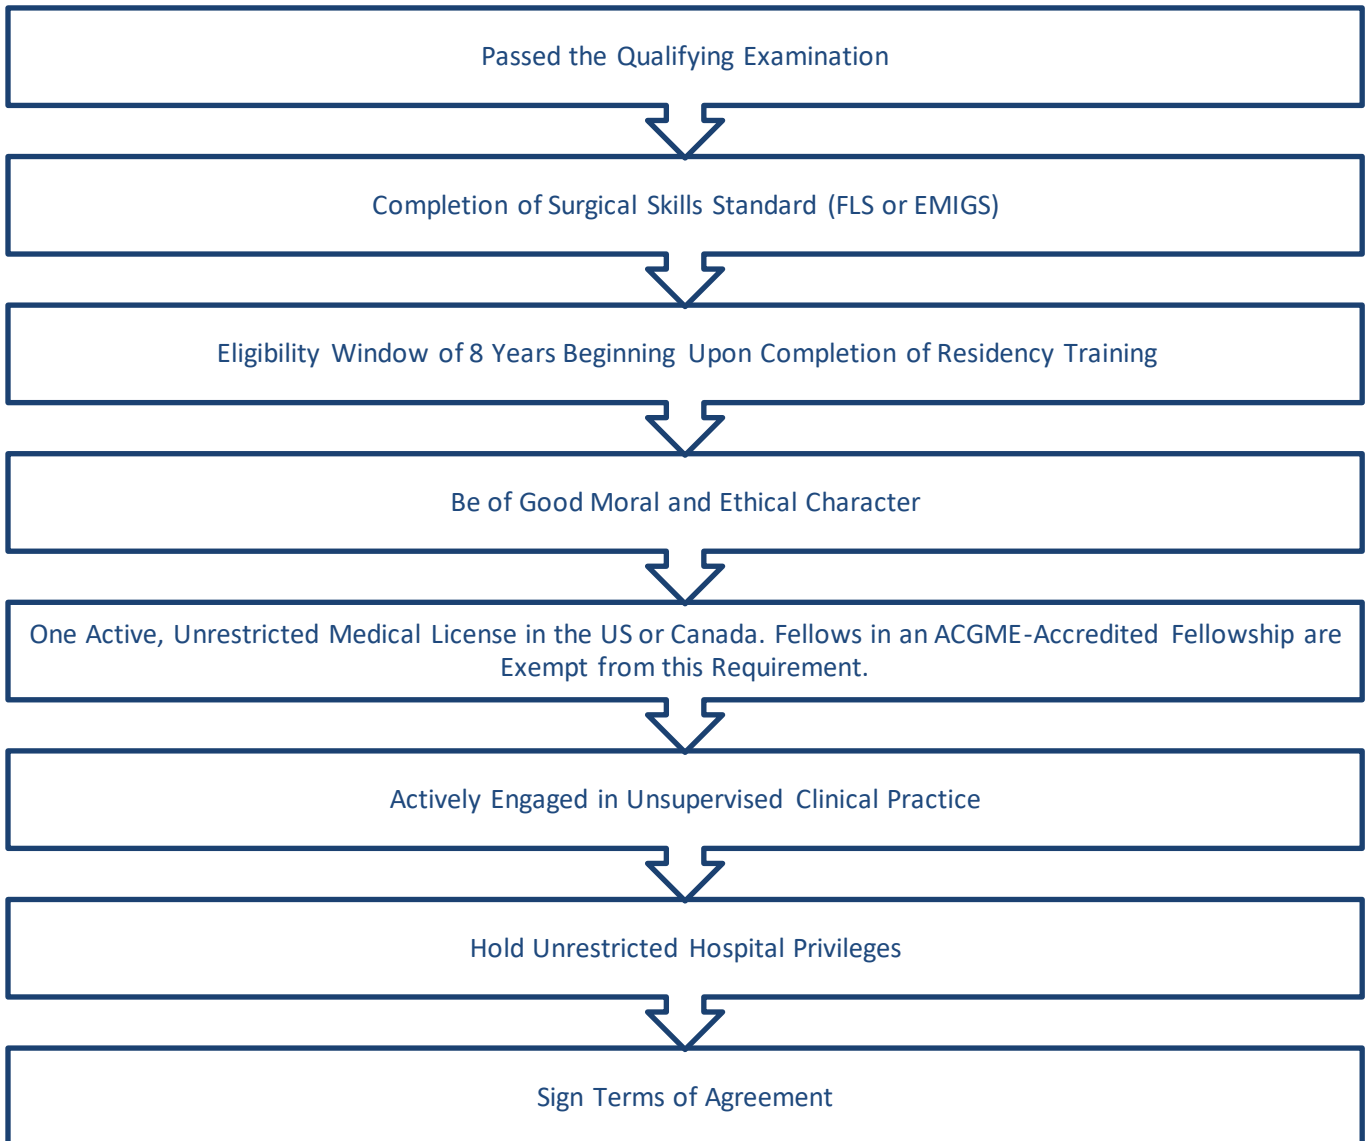 Passed the Qualifying Examination
Completion of Surgical Skills Standard (FLS or EMIGS)
Eligibility Window of 8 Years Beginning Upon Completion of Residency Training
Be of Good Moral and Ethical Character
One Active, Unrestricted Medical License in the US or Canada. Fellows in an ACGME-Accredited Fellowship are
Exempt from this Requirement.
Actively Engaged in Unsupervised Clinical Practice
Hold Unrestricted Hospital Privileges
Sign Terms of Agreement